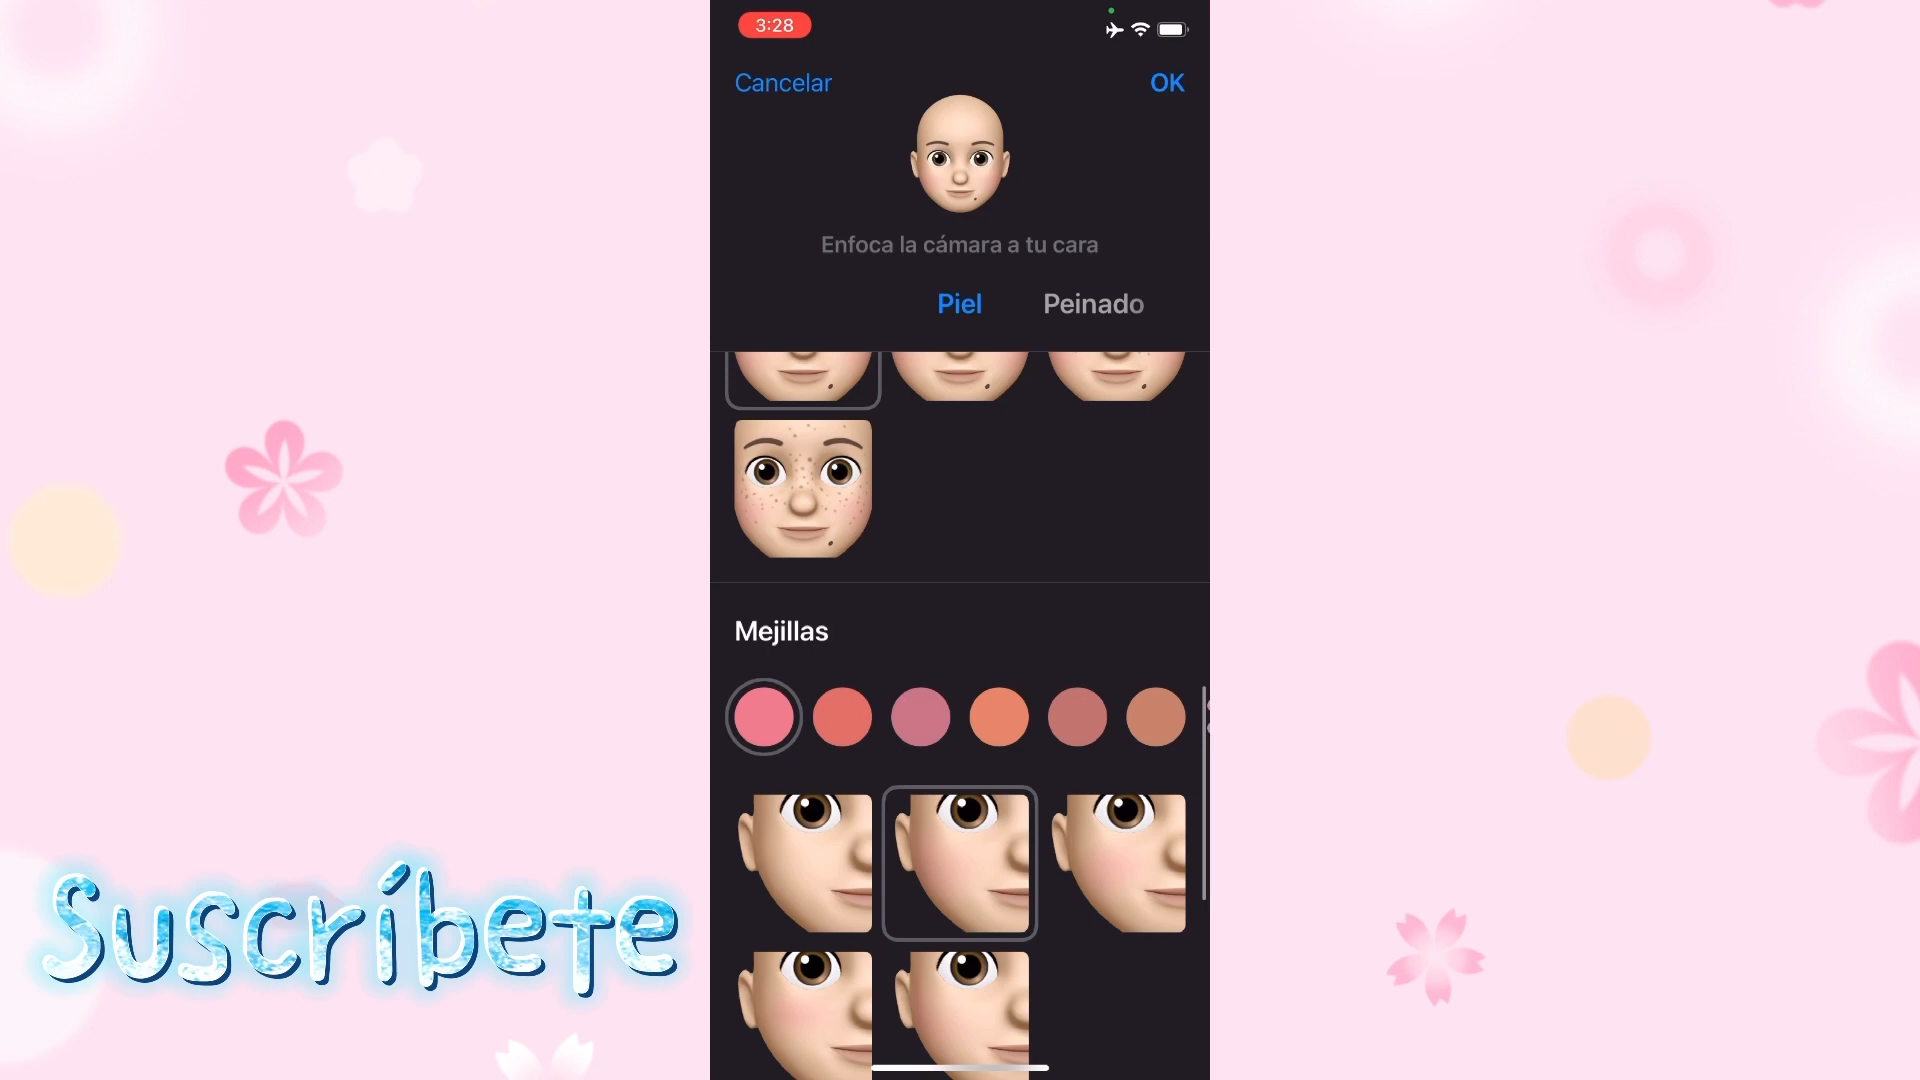 3:28
Cancelar
OK
Enfoca la cámara a tu cara
Piel
Peinado
Mejillas
Suscríbete